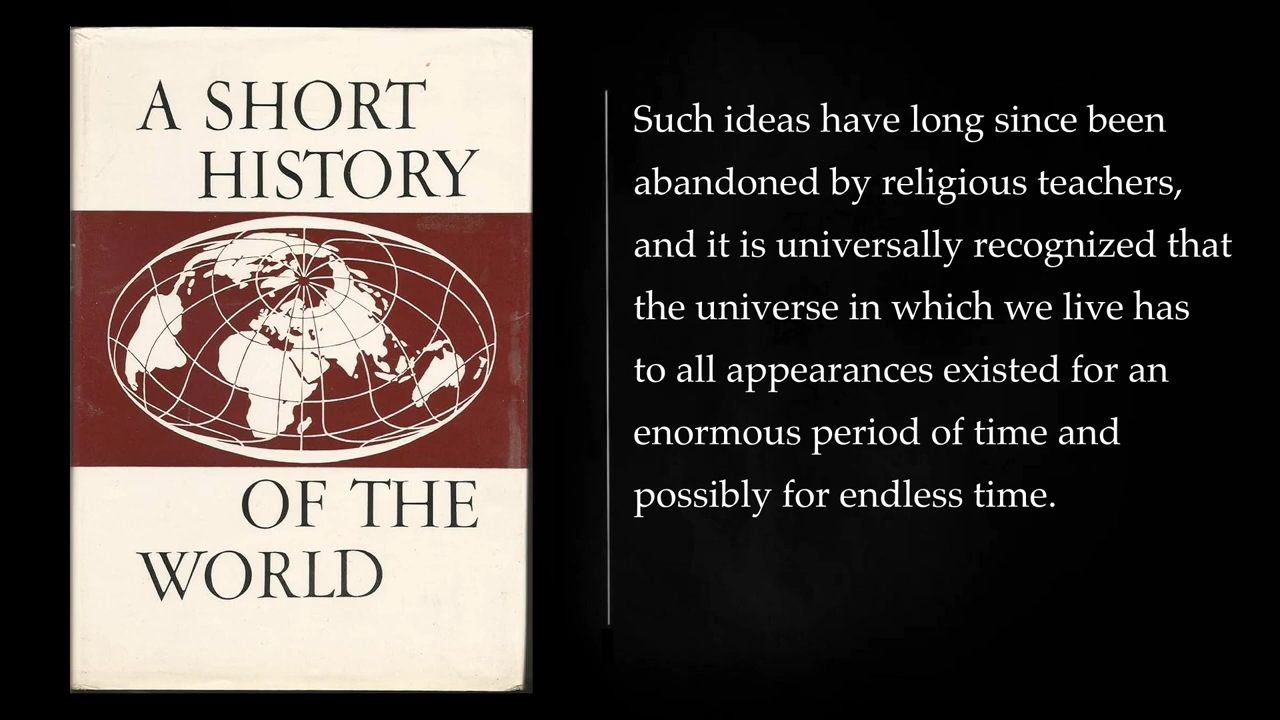 A SHORT
HISTORY
OF THE
WORLD
Such ideas have long since been
abandoned by religious teachers,
and it is universally recognized that
the universe in which we live has
to all appearances existed for an
enormous period of time and
possibly for endless time.